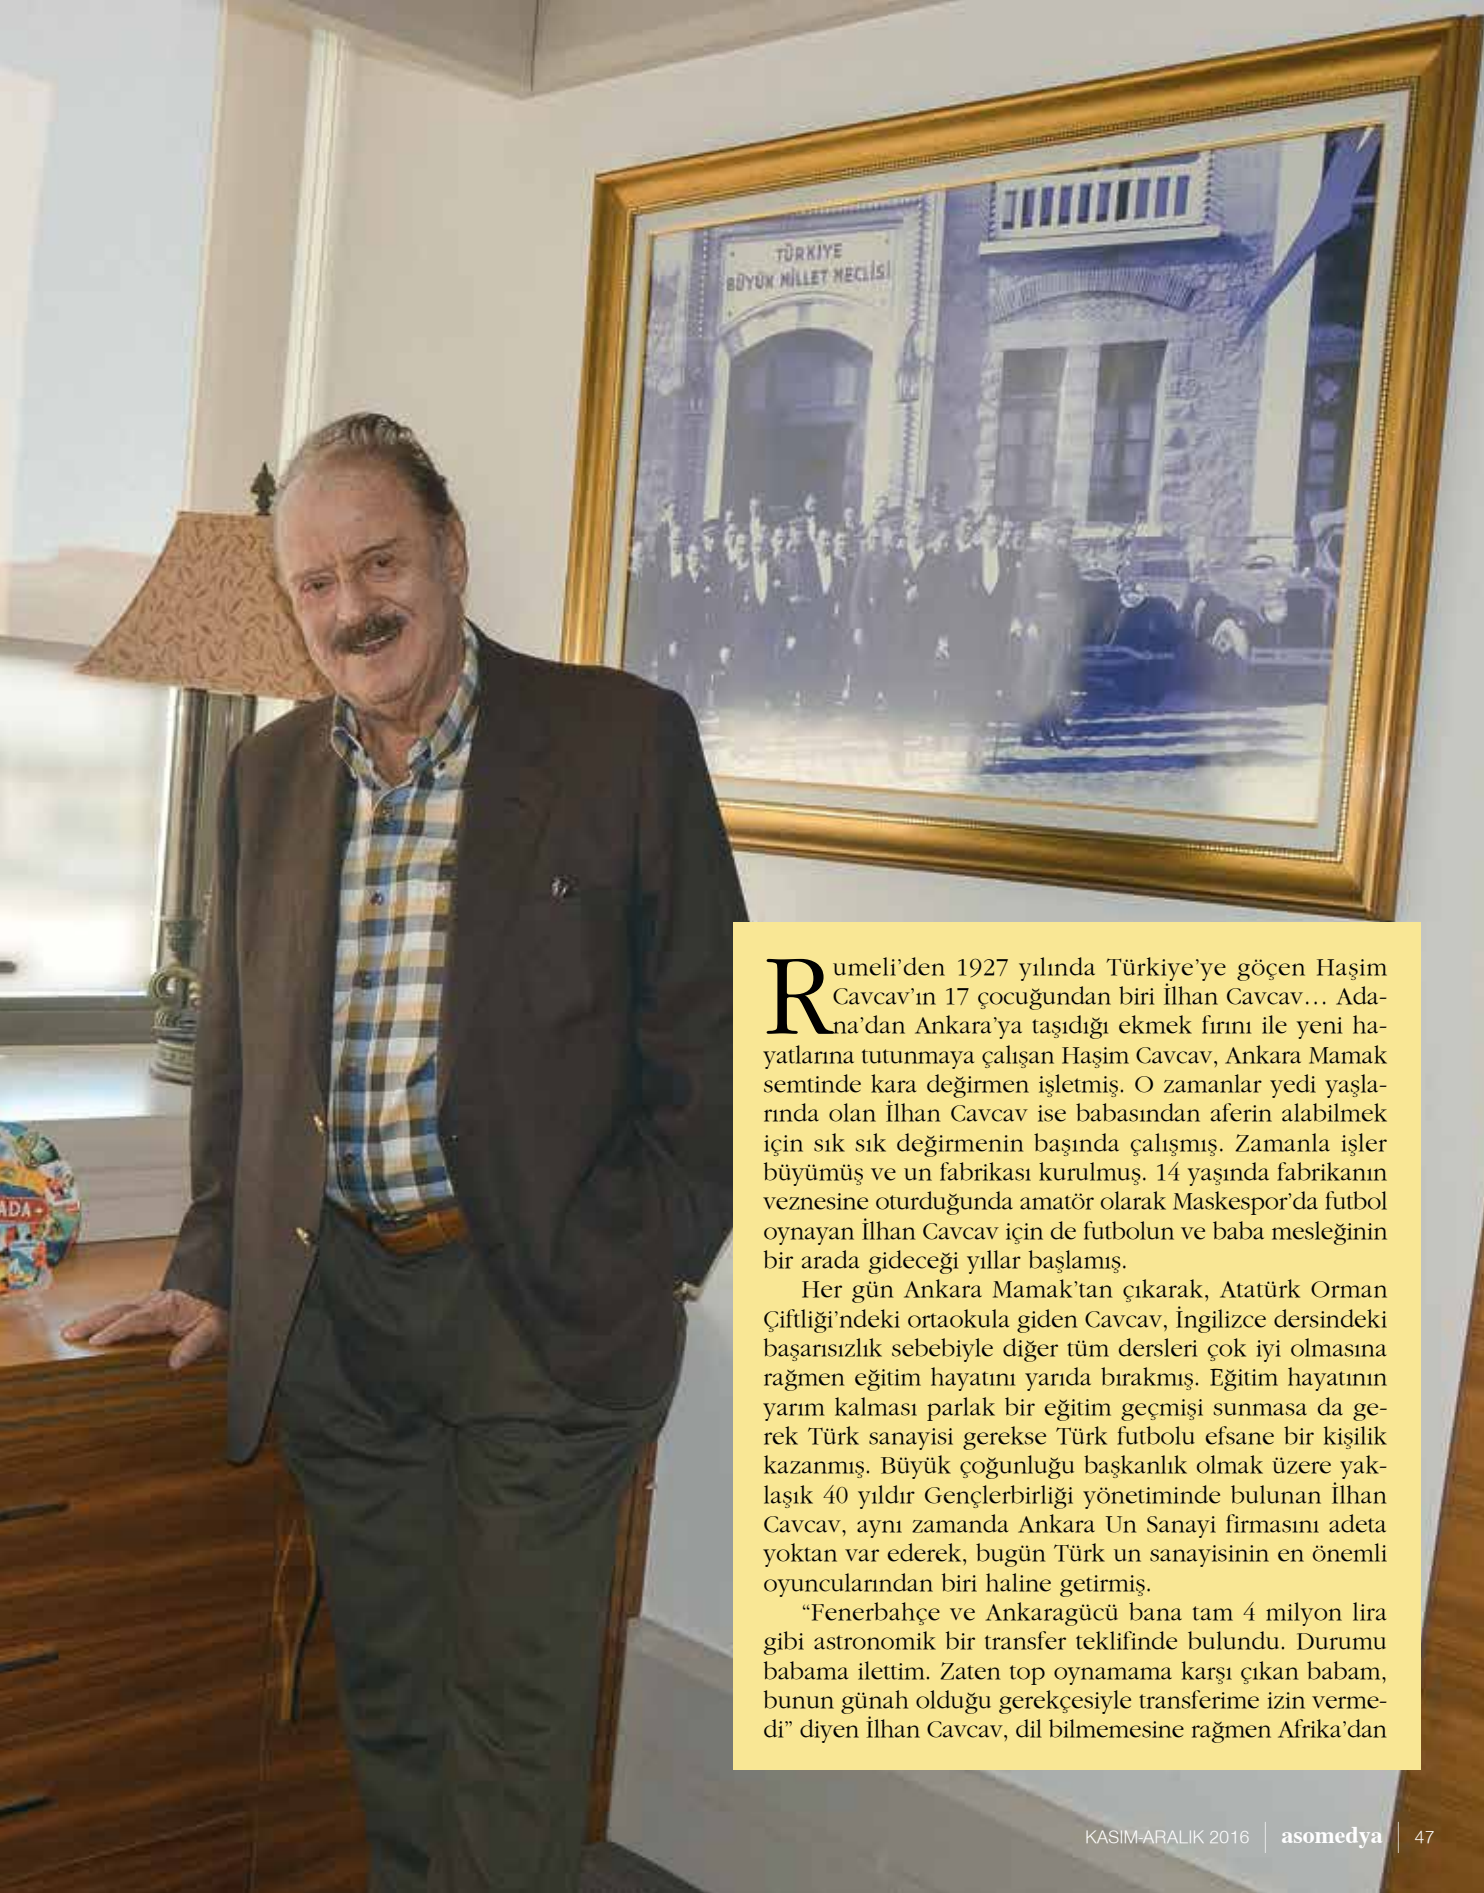 TÜRKİYE
BÜYÜK MİLLET MECLİSİ
ADA
Rumeli’den 1927 yılında Türkiye’ye göçen Haşim
Cavcav’ın 17 çocuğundan biri İlhan Cavcav… Ada-
na’dan Ankara’ya taşıdığı ekmek fırını ile yeni ha-
yatlarına tutunmaya çalışan Haşim Cavcav, Ankara Mamak
semtinde kara değirmen işletmiş. O zamanlar yedi yaşla-
rında olan İlhan Cavcav ise babasından aferin alabilmek
için sık sık değirmenin başında çalışmış. Zamanla işler
büyümüş ve un fabrikası kurulmuş. 14 yaşında fabrikanın
veznesine oturduğunda amatör olarak Maskespor’da futbol
oynayan İlhan Cavcav için de futbolun ve baba mesleğinin
bir arada gideceği yıllar başlamış.
Her gün Ankara Mamak’tan çıkarak, Atatürk Orman
Çiftliği’ndeki ortaokula giden Cavcav, İngilizce dersindeki
başarısızlık sebebiyle diğer tüm dersleri çok iyi olmasına
rağmen eğitim hayatını yarıda bırakmış. Eğitim hayatının
yarım kalması parlak bir eğitim geçmişi sunmasa da ge-
rek Türk sanayisi gerekse Türk futbolu efsane bir kişilik
kazanmış. Büyük çoğunluğu başkanlık olmak üzere yak-
laşık 40 yıldır Gençlerbirliği yönetiminde bulunan İlhan
Cavcav, aynı zamanda Ankara Un Sanayi firmasını adeta
yoktan var ederek, bugün Türk un sanayisinin en önemli
oyuncularından biri haline getirmiş.
“Fenerbahçe ve Ankaragücü bana tam 4 milyon lira
gibi astronomik bir transfer teklifinde bulundu. Durumu
babama ilettim. Zaten top oynamama karşı çıkan babam,
bunun günah olduğu gerekçesiyle transferime izin verme-
di” diyen İlhan Cavcav, dil bilmemesine rağmen Afrika’dan
KASIM-ARALIK 2016 | asomedya | 47